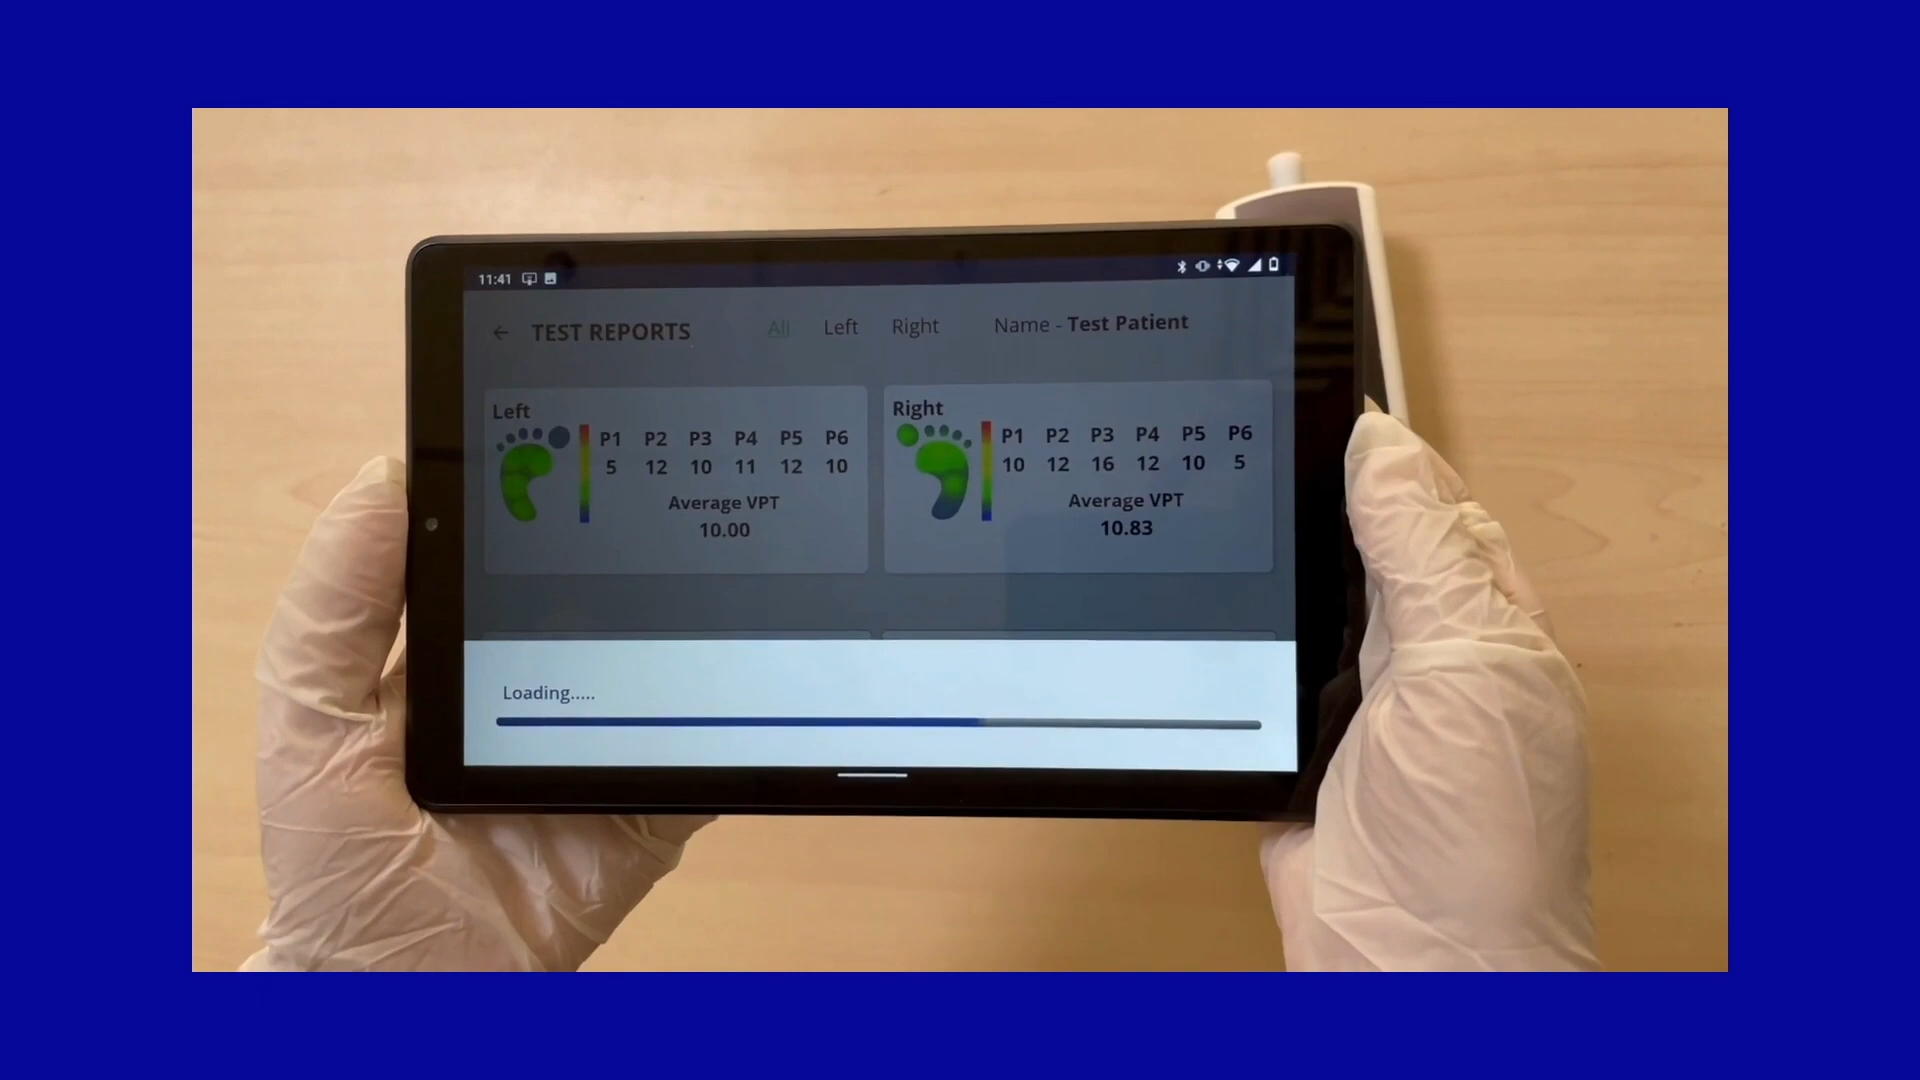 11:41
TEST REPORTS All Left Right Name - Test Patient
Left
P1 P2 P3 P4 P5 P6
5 12 10 11 12 10
Average VPT
10.00
Right
P1 P2 P3 P4 P5 P6
10 12 16 12 10 5
Average VPT
10.83
Loading.....